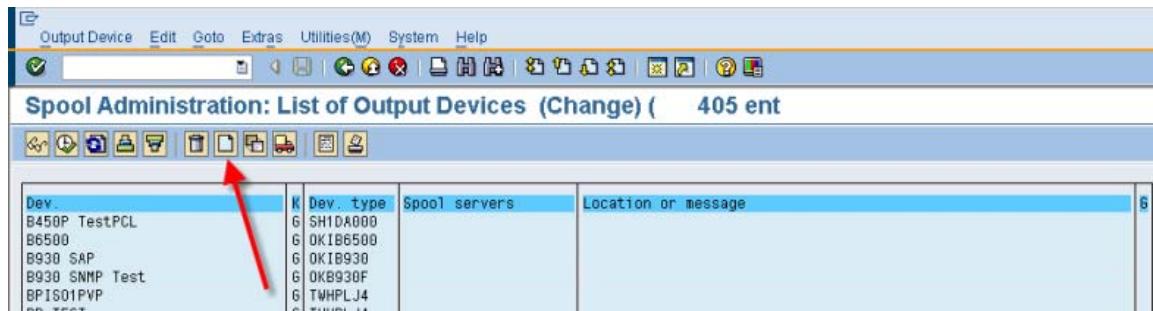 Output Device Edit Goto Extras Utilities(M) System Help
Spool Administration: List of Output Devices (Change) ( 405 ent
Dev. K Dev. type Spool servers Location or message G
B450P TestPCL G SH1DA000
B6500 G OKIB6500
B930 SAP G OKIB930
B930 SNMP Test G OKB930F
BPISO1PVP G TWHPLJ4